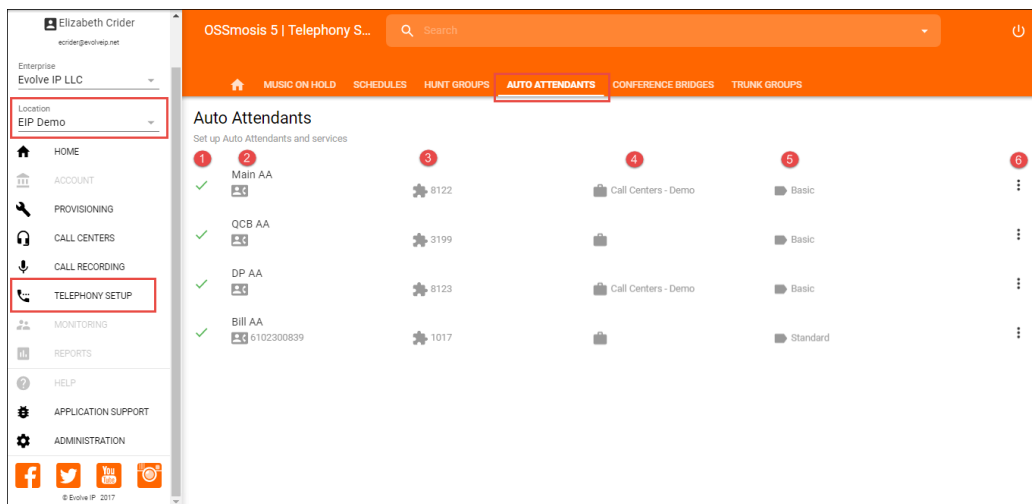 Elizabeth Crider
ecrider@evolveip.net
Enterprise
Evolve IP LLC
Location
EIP Demo
HOME
ACCOUNT
PROVISIONING
CALL CENTERS
CALL RECORDING
TELEPHONY SETUP
MONITORING
REPORTS
HELP
APPLICATION SUPPORT
ADMINISTRATION
You Tube
© Evolve IP 2017
OSSmosis 5 | Telephony S... Search
MUSIC ON HOLD SCHEDULES HUNT GROUPS AUTO ATTENDANTS CONFERENCE BRIDGES TRUNK GROUPS
Auto Attendants
Set up Auto Attendants and services
1 2 3 4 5 6
Main AA
8122 Call Centers - Demo Basic
QCB AA
3199 Basic
DP AA
8123 Call Centers - Demo Basic
Bill AA
6102300839 1017 Standard